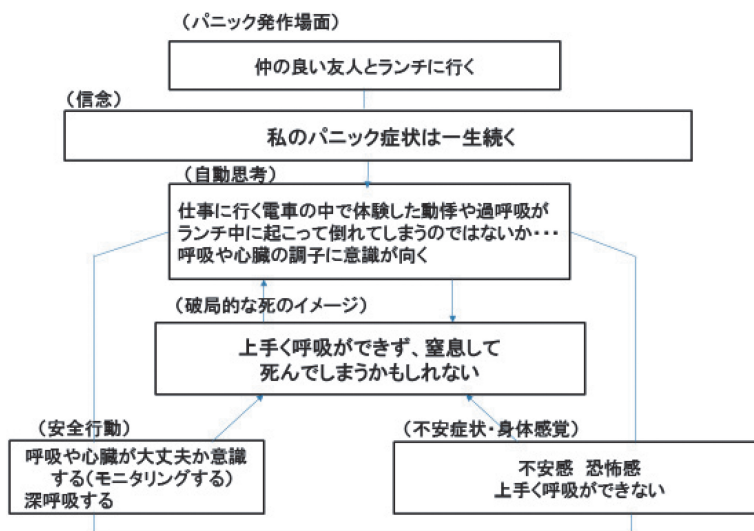 （パニック発作場面）
仲の良い友人とランチに行く
（信念）
私のパニック症状は一生続く
（自動思考）
仕事に行く電車の中で体験した動悸や過呼吸が
ランチ中に起こって倒れてしまうのではないか・・・
呼吸や心臓の調子に意識が向く
（破局的な死のイメージ）
上手く呼吸ができず、窒息して
死んでしまうかもしれない
（安全行動）
呼吸や心臓が大丈夫か意識
する（モニタリングする）
深呼吸する
（不安症状・身体感覚）
不安感 恐怖感
上手く呼吸ができない